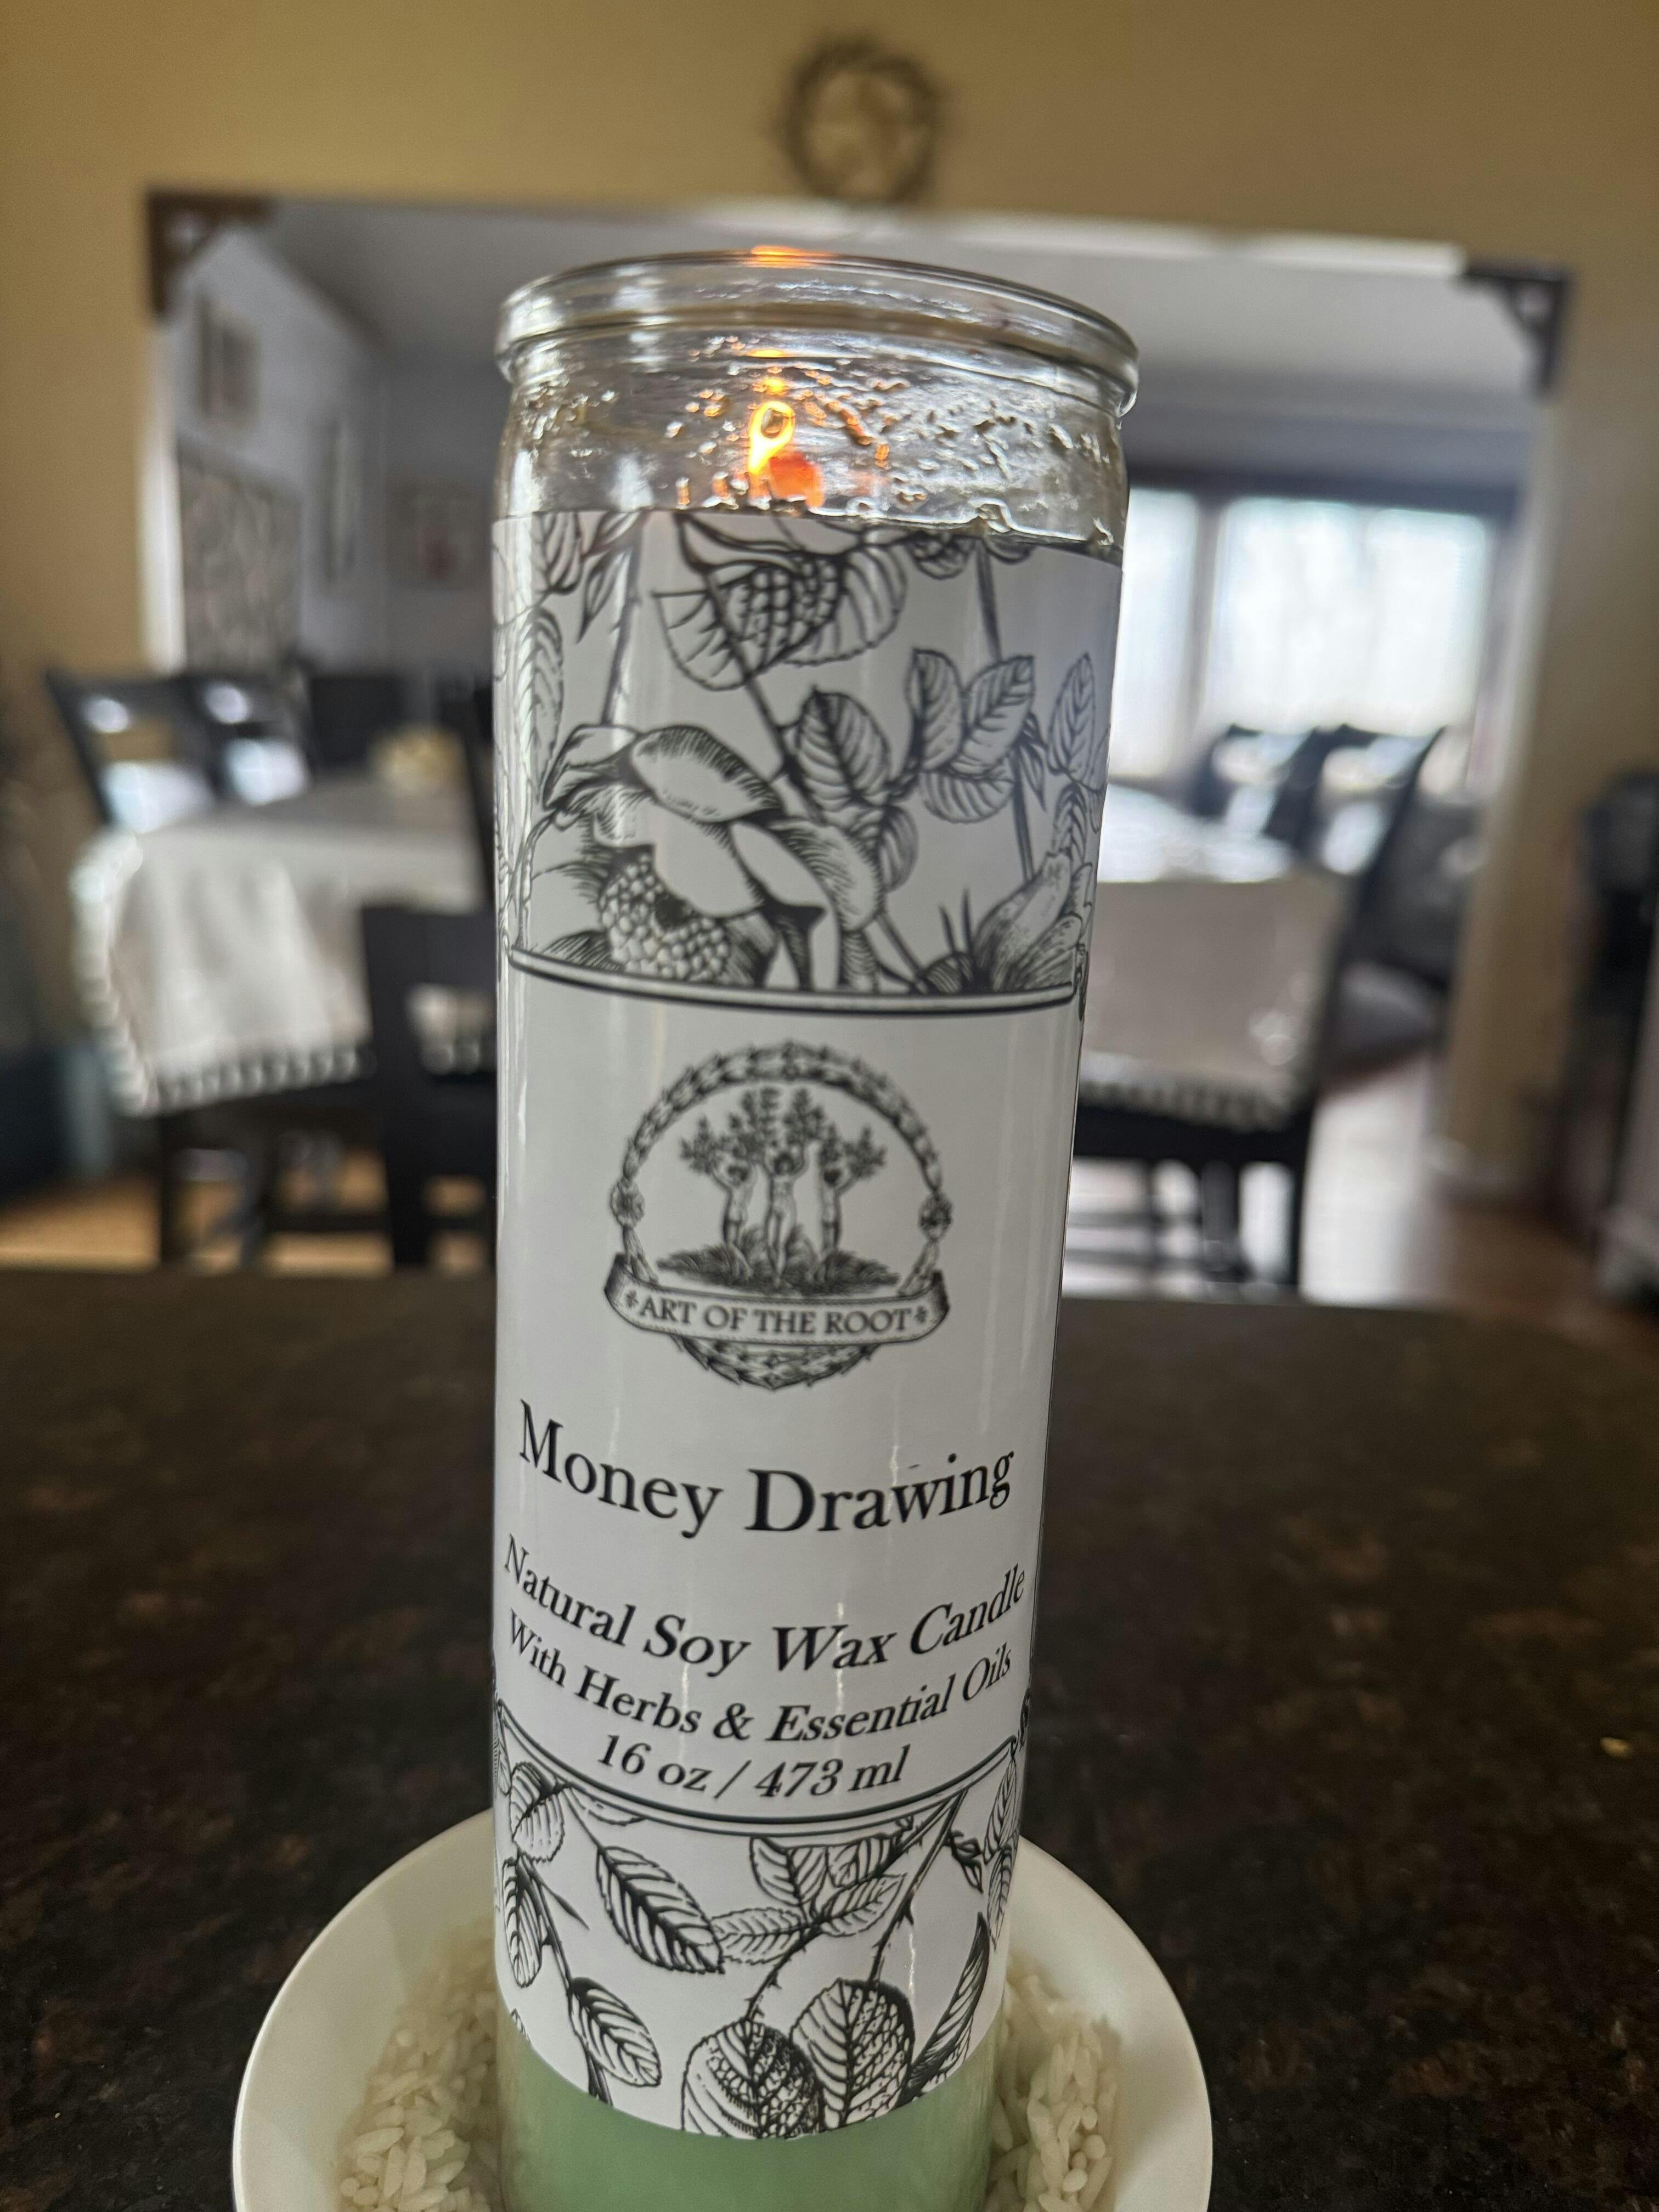 ART OF THE ROOT
Money Drawing
Natural Soy Wax Candle
With Herbs & Essential Oils
16 oz / 473 ml